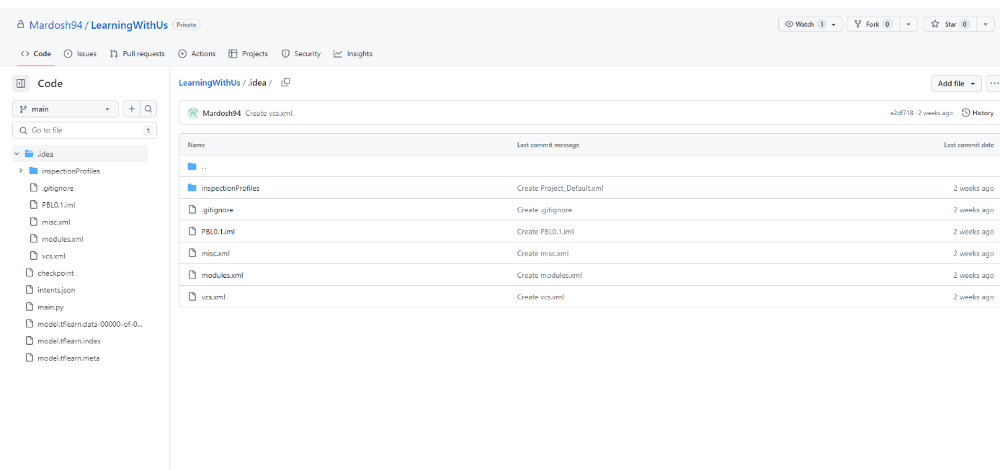 Mardosh94 / LearningWithUs Private Watch 1 Fork 0 Star 0
Code Issues Pull requests Actions Projects Security Insights
Code
main
Go to file t
.idea
inspectionProfiles
.gitignore
PBL0.1.iml
misc.xml
modules.xml
vcs.xml
checkpoint
intents.json
main.py
model.tflearn.data-00000-of-0...
model.tflearn.index
model.tflearn.meta
LearningWithUs / .idea / Add file ...
Mardosh94 Create vcs.xml e2df718 · 2 weeks ago History
Name Last commit message Last commit date
..
inspectionProfiles Create Project_Default.xml 2 weeks ago
.gitignore Create .gitignore 2 weeks ago
PBL0.1.iml Create PBL0.1.iml 2 weeks ago
misc.xml Create misc.xml 2 weeks ago
modules.xml Create modules.xml 2 weeks ago
vcs.xml Create vcs.xml 2 weeks ago